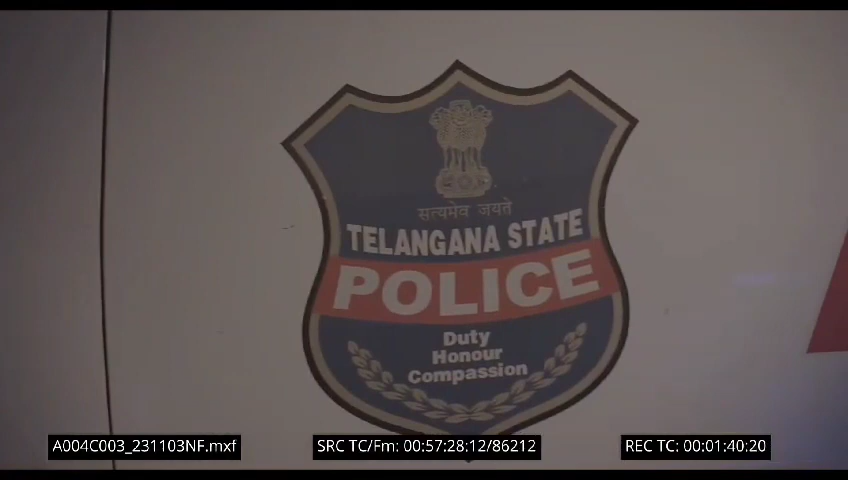 सत्यमेव जयते
TELANGANA STATE
POLICE
Duty
Honour
Compassion
A004C003_231103NF.mxf
SRC TC/Fm: 00:57:28:12/86212
REC TC: 00:01:40:20